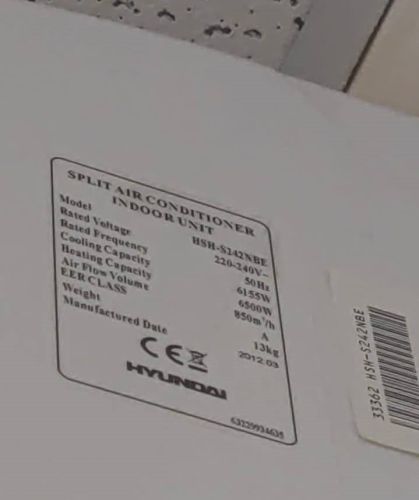 SPLIT AIR CONDITIONER
INDOOR UNIT
Model HSH-S242NBE
Rated Voltage 220-240V~
Rated Frequency 50Hz
Cooling Capacity 6155W
Heating Capacity 6500W
Air Flow Volume 850m³/h
EER CLASS A
Weight 13kg
Manufactured Date 2012.03
CE
HYUNDAI
63229934635
33362 HSH-S242NBE